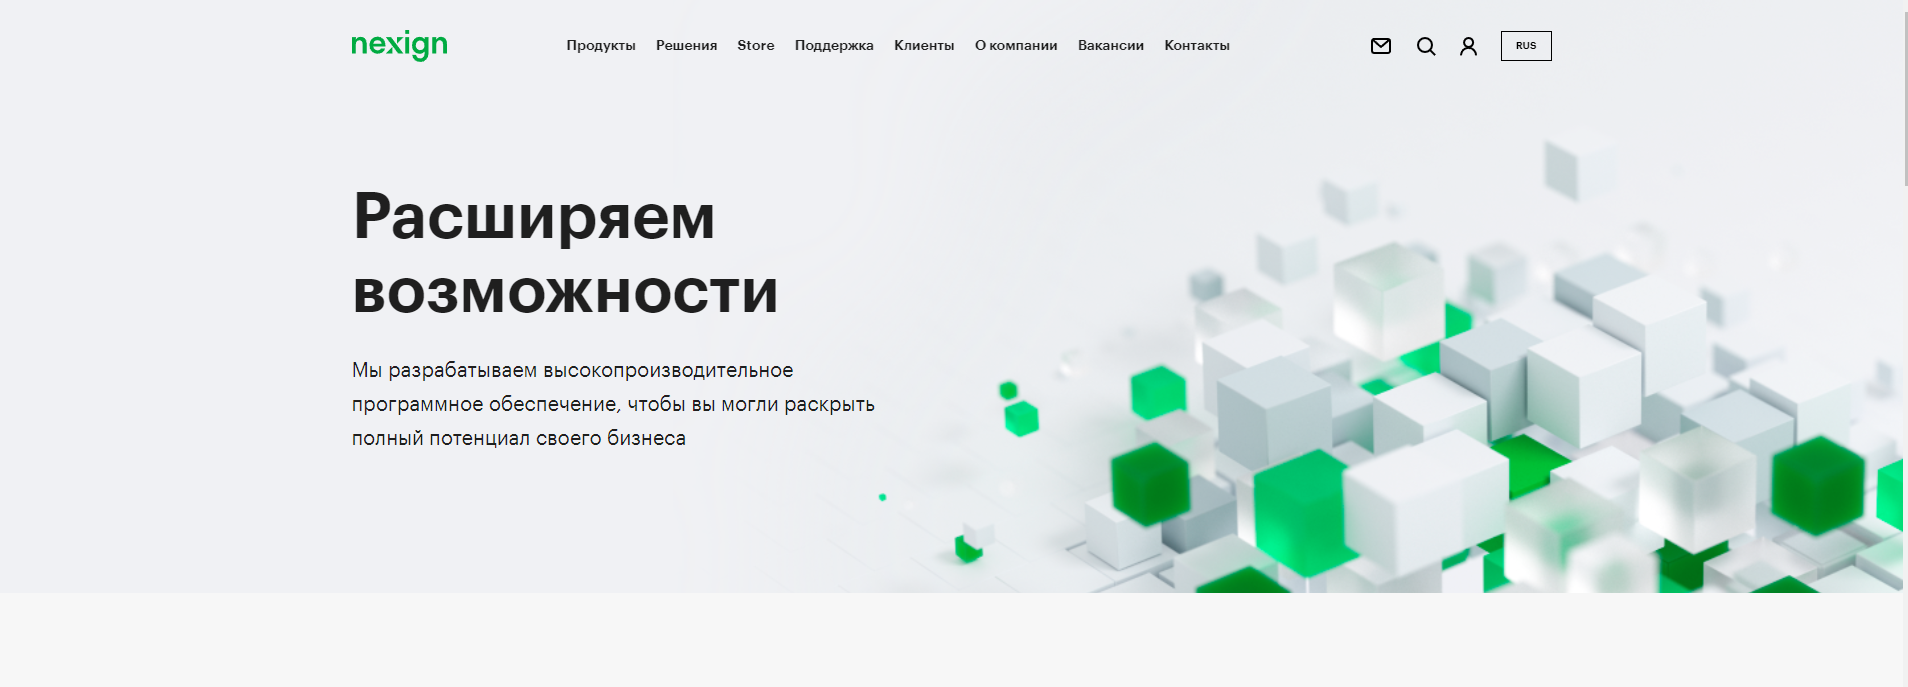 nexign
Продукты Решения Store Поддержка Клиенты О компании Вакансии Контакты
RUS
Расширяем
возможности
Мы разрабатываем высокопроизводительное
программное обеспечение, чтобы вы могли раскрыть
полный потенциал своего бизнеса